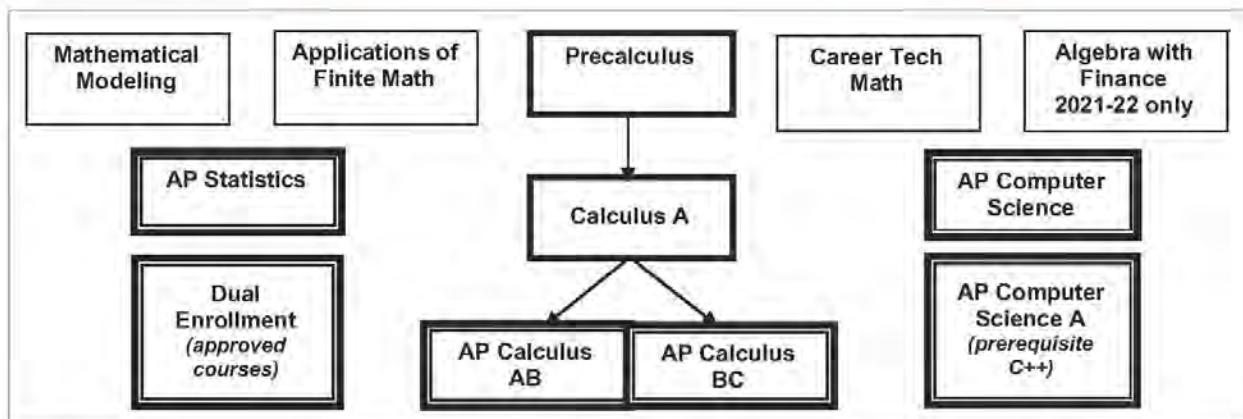 Mathematical
Modeling
Applications of
Finite Math
Precalculus
Career Tech
Math
Algebra with
Finance
2021-22 only
AP Statistics
Calculus A
AP Computer
Science
Dual
Enrollment
(approved
courses)
AP Calculus
AB
AP Calculus
BC
AP Computer
Science A
(prerequisite
C++)